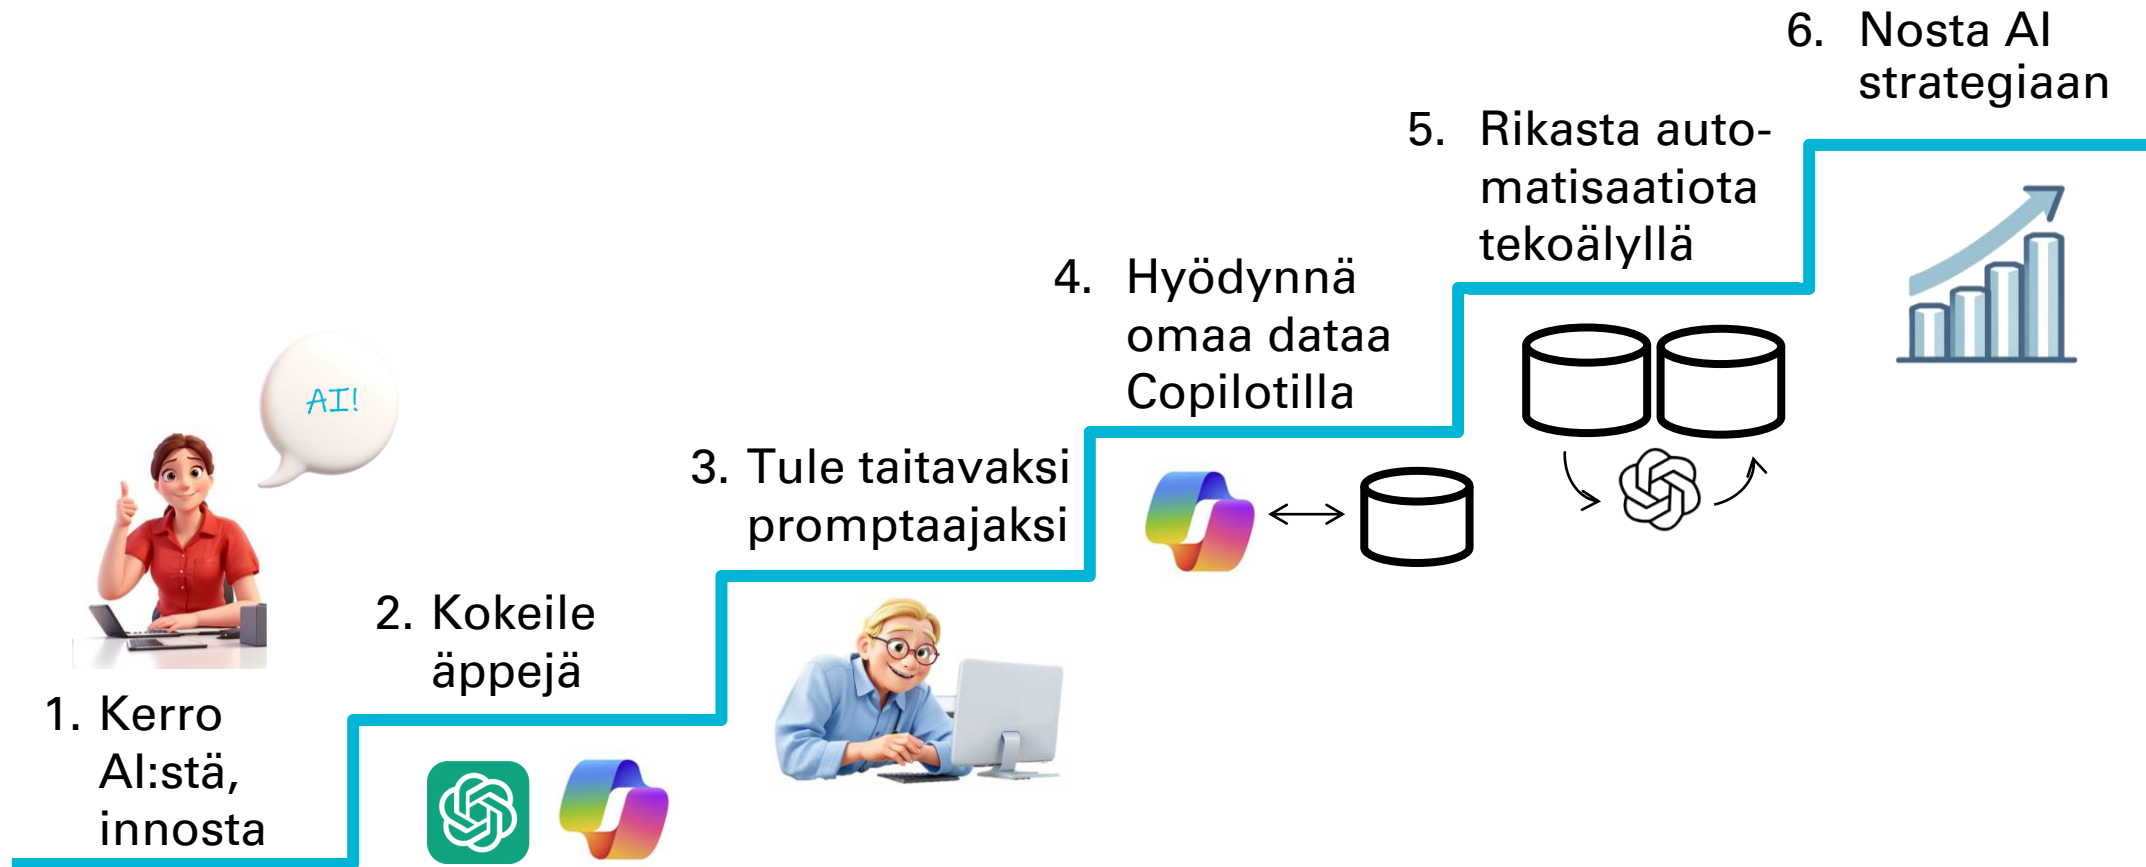 1. Kerro
AI:stä,
innosta
AI!
2. Kokeile
äppejä
3. Tule taitavaksi
promptaajaksi
4. Hyödynnä
omaa dataa
Copilotilla
5. Rikasta auto-
matisaatiota
tekoälyllä
6. Nosta AI
strategiaan